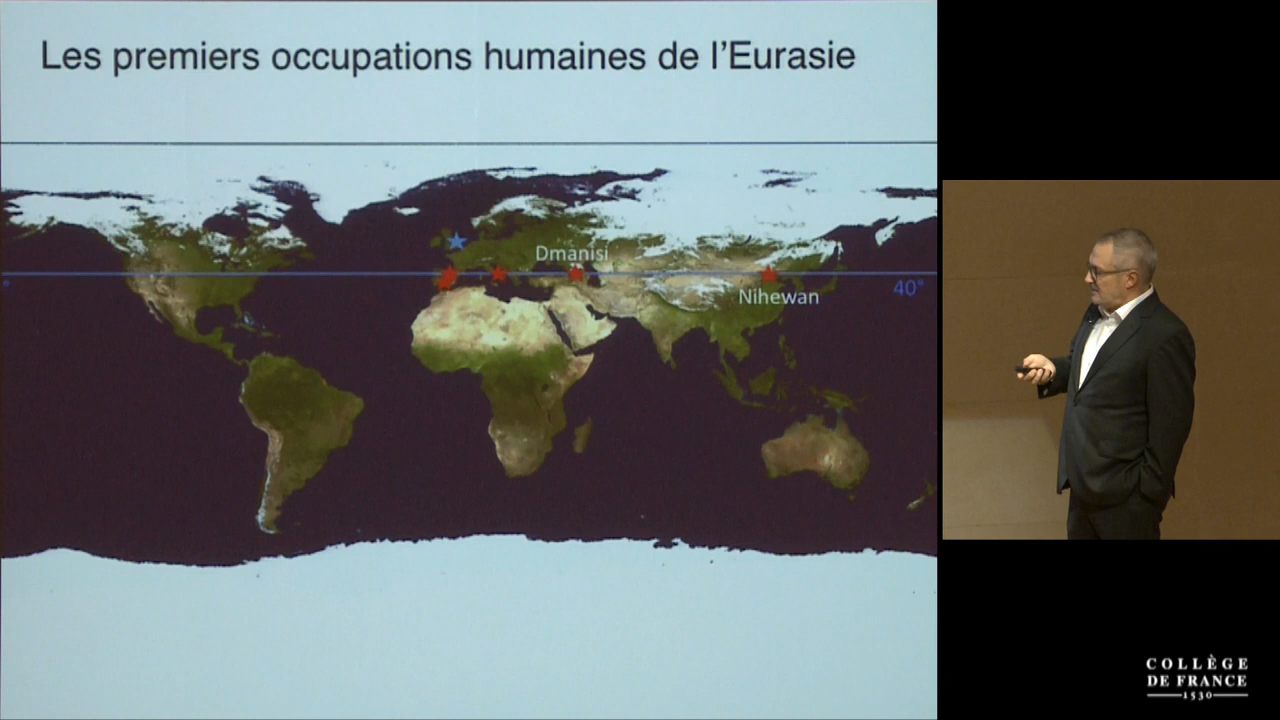 Les premiers occupations humaines de l'Eurasie
Dmanisi
Nihewan
40°
COLLÈGE
DE FRANCE
1530